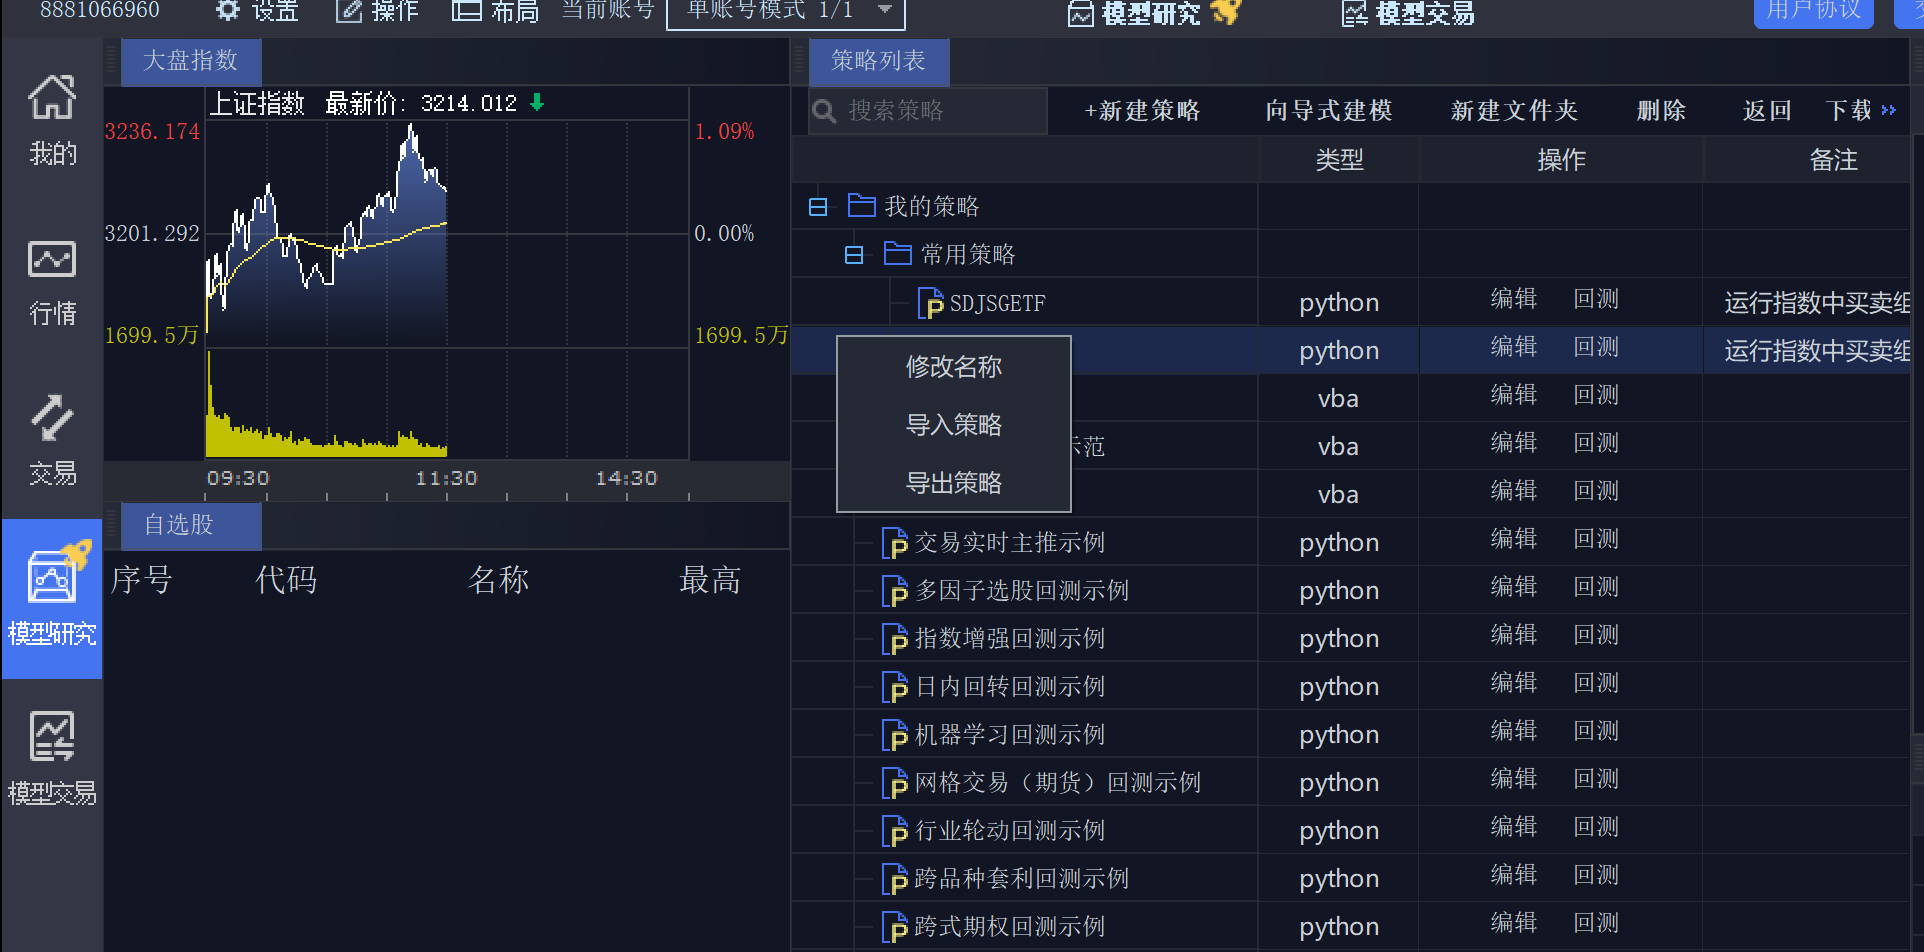 8881066960 设置 操作 布局 当前账号 单账号模式 1/1 模型研究 模型交易 用户协议
我的
行情
交易
模型研究
模型交易
大盘指数
上证指数 最新价: 3214.012
3236.174 1.09%
3201.292 0.00%
1699.5万 1699.5万
09:30 11:30 14:30
自选股
序号 代码 名称 最高
策略列表
搜索策略 +新建策略 向导式建模 新建文件夹 删除 返回 下载
类型 操作 备注
我的策略
常用策略
SDJSGETF python 编辑 回测 运行指数中买卖组
python 编辑 回测 运行指数中买卖组
vba 编辑 回测
示范 vba 编辑 回测
vba 编辑 回测
修改名称
导入策略
导出策略
交易实时主推示例 python 编辑 回测
多因子选股回测示例 python 编辑 回测
指数增强回测示例 python 编辑 回测
日内回转回测示例 python 编辑 回测
机器学习回测示例 python 编辑 回测
网格交易（期货）回测示例 python 编辑 回测
行业轮动回测示例 python 编辑 回测
跨品种套利回测示例 python 编辑 回测
跨式期权回测示例 python 编辑 回测